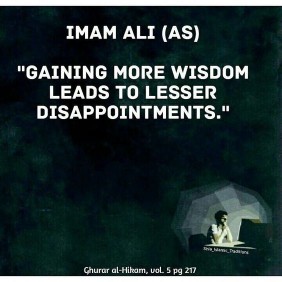 IMAM ALI (AS)
"GAINING MORE WISDOM
LEADS TO LESSER
DISAPPOINTMENTS."
Ghurar al-Hikam, vol. 5 pg 217